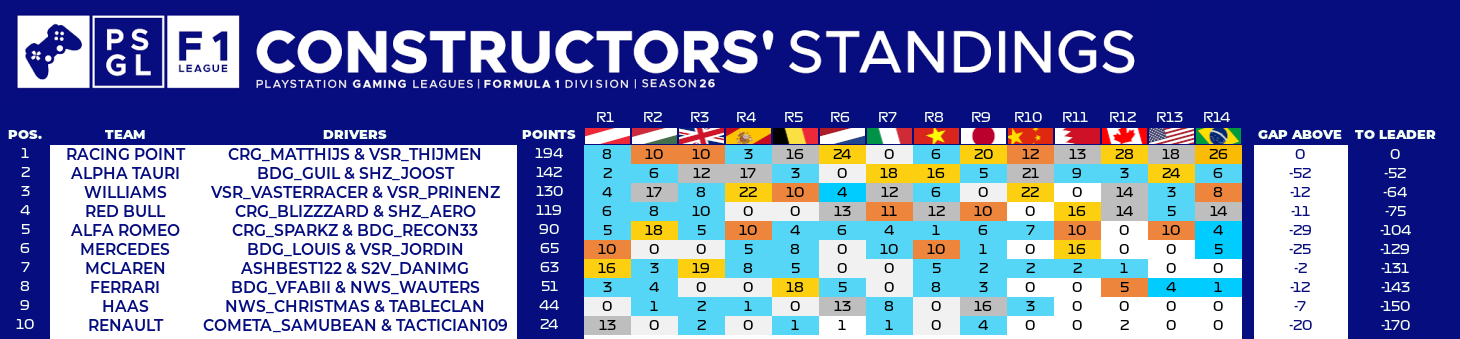 PS
GL
F1
LEAGUE
CONSTRUCTORS' STANDINGS
PLAYSTATION GAMING LEAGUES | FORMULA 1 DIVISION | SEASON 26
R1 R2 R3 R4 R5 R6 R7 R8 R9 R10 R11 R12 R13 R14
POS. TEAM DRIVERS POINTS GAP ABOVE TO LEADER
1 RACING POINT CRG_MATTHIJS & VSR_THIJMEN 194 8 10 10 3 16 24 0 6 20 12 13 28 18 26 0 0
2 ALPHA TAURI BDG_GUIL & SHZ_JOOST 142 2 6 12 17 3 0 18 16 5 21 9 3 24 6 -52 -52
3 WILLIAMS VSR_VASTERRACER & VSR_PRINENZ 130 4 17 8 22 10 4 12 6 0 22 0 14 3 8 -12 -64
4 RED BULL CRG_BLIZZZARD & SHZ_AERO 119 6 8 10 0 0 13 11 12 10 0 16 14 5 14 -11 -75
5 ALFA ROMEO CRG_SPARKZ & BDG_RECON33 90 5 18 5 10 4 6 4 1 6 7 10 0 10 4 -29 -104
6 MERCEDES BDG_LOUIS & VSR_JORDIN 65 10 0 0 5 8 0 10 10 1 0 16 0 0 5 -25 -129
7 MCLAREN ASHBEST122 & S2V_DANIMG 63 16 3 19 8 5 0 0 5 2 2 2 1 0 0 -2 -131
8 FERRARI BDG_VFABII & NWS_WAUTERS 51 3 4 0 0 18 5 0 8 3 0 0 5 4 1 -12 -143
9 HAAS NWS_CHRISTMAS & TABLECLAN 44 0 1 2 1 0 13 8 0 16 3 0 0 0 0 -7 -150
10 RENAULT COMETA_SAMUBEAN & TACTICIAN109 24 13 0 2 0 1 1 1 0 4 0 0 2 0 0 -20 -170